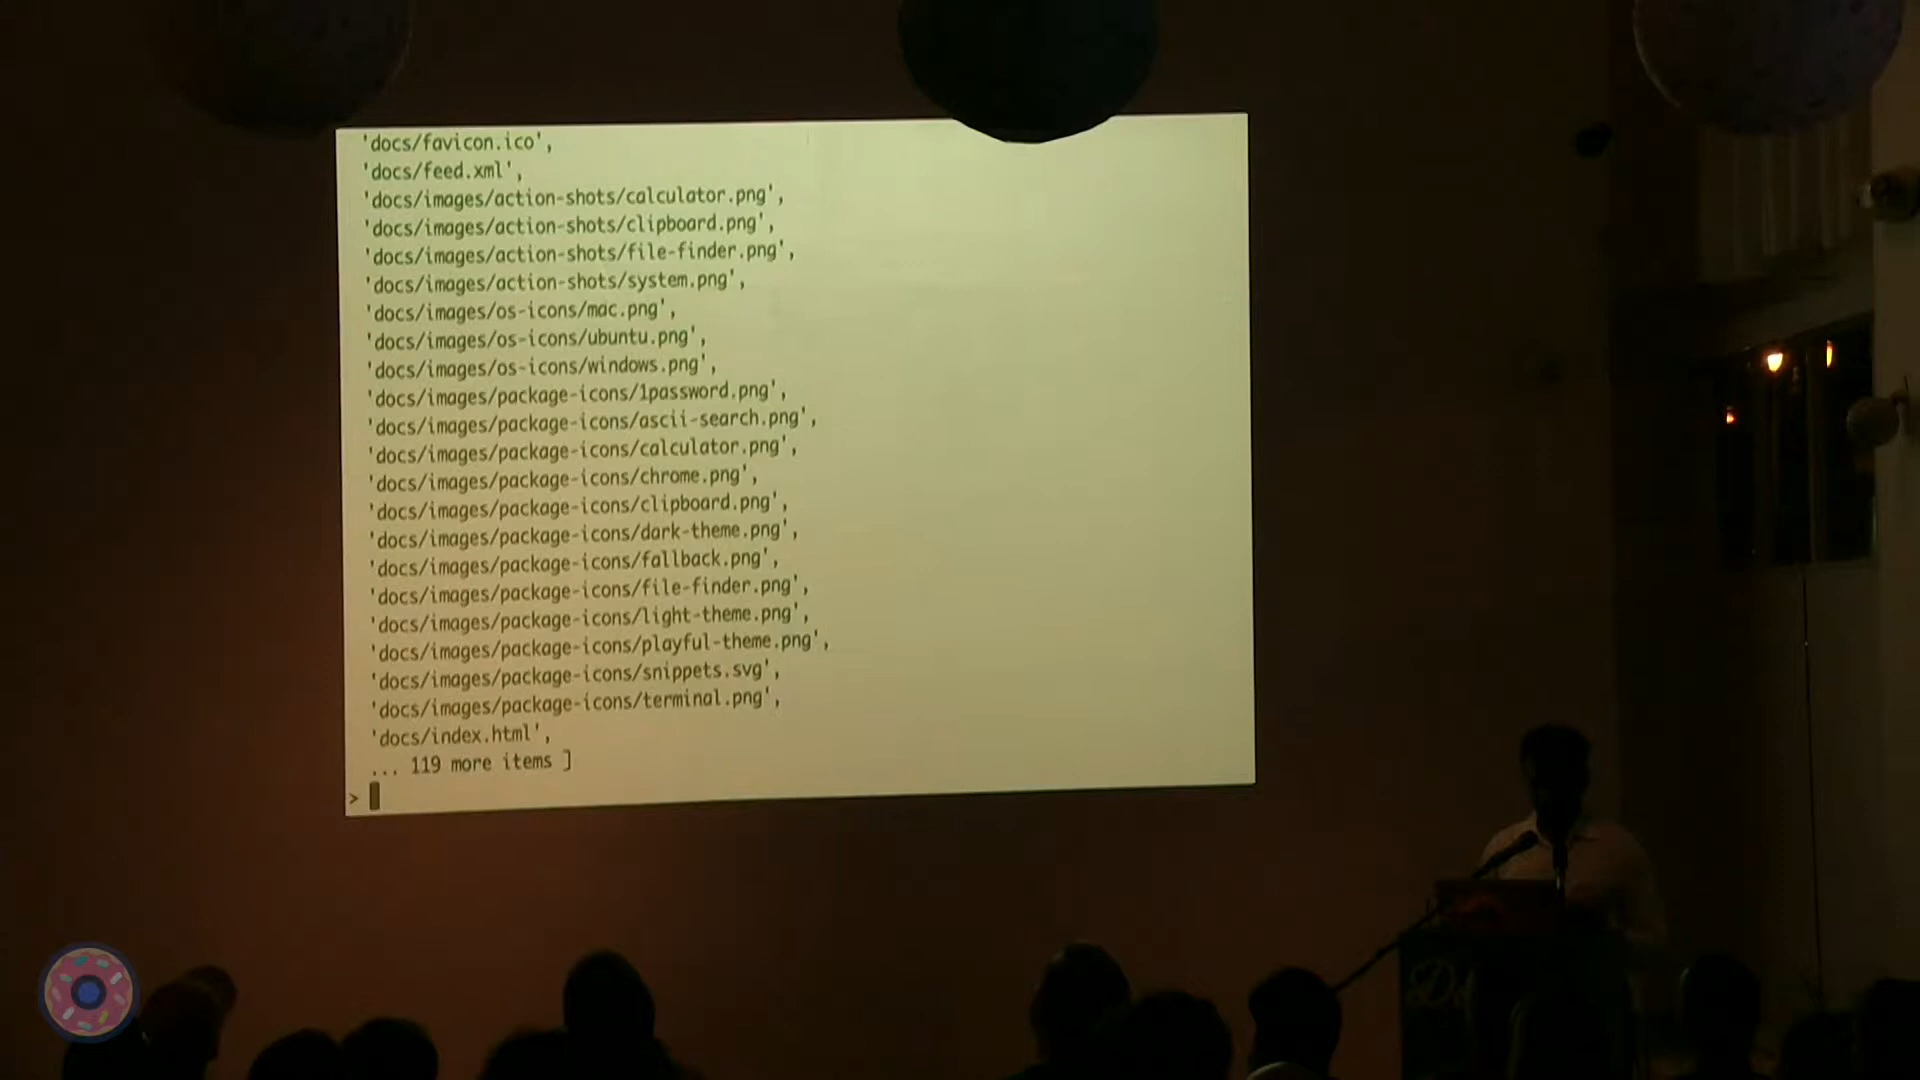 'docs/favicon.ico',
'docs/feed.xml',
'docs/images/action-shots/calculator.png',
'docs/images/action-shots/clipboard.png',
'docs/images/action-shots/file-finder.png',
'docs/images/action-shots/system.png',
'docs/images/os-icons/mac.png',
'docs/images/os-icons/ubuntu.png',
'docs/images/os-icons/windows.png',
'docs/images/package-icons/1password.png',
'docs/images/package-icons/ascii-search.png',
'docs/images/package-icons/calculator.png',
'docs/images/package-icons/chrome.png',
'docs/images/package-icons/clipboard.png',
'docs/images/package-icons/dark-theme.png',
'docs/images/package-icons/fallback.png',
'docs/images/package-icons/file-finder.png',
'docs/images/package-icons/light-theme.png',
'docs/images/package-icons/playful-theme.png',
'docs/images/package-icons/snippets.svg',
'docs/images/package-icons/terminal.png',
'docs/index.html',
... 119 more items ]
>